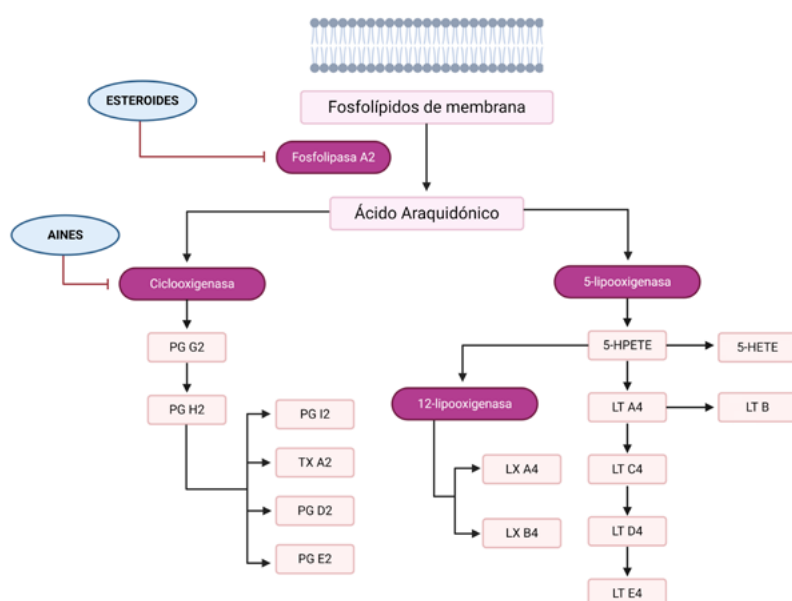 ESTEROIDES
Fosfolípidos de membrana
Fosfolipasa A2
Ácido Araquidónico
AINES
Ciclooxigenasa
5-lipooxigenasa
PG G2
5-HPETE
5-HETE
PG H2
12-lipooxigenasa
LT A4
LT B
PG I2
TX A2
LX A4
LT C4
PG D2
LX B4
LT D4
PG E2
LT E4